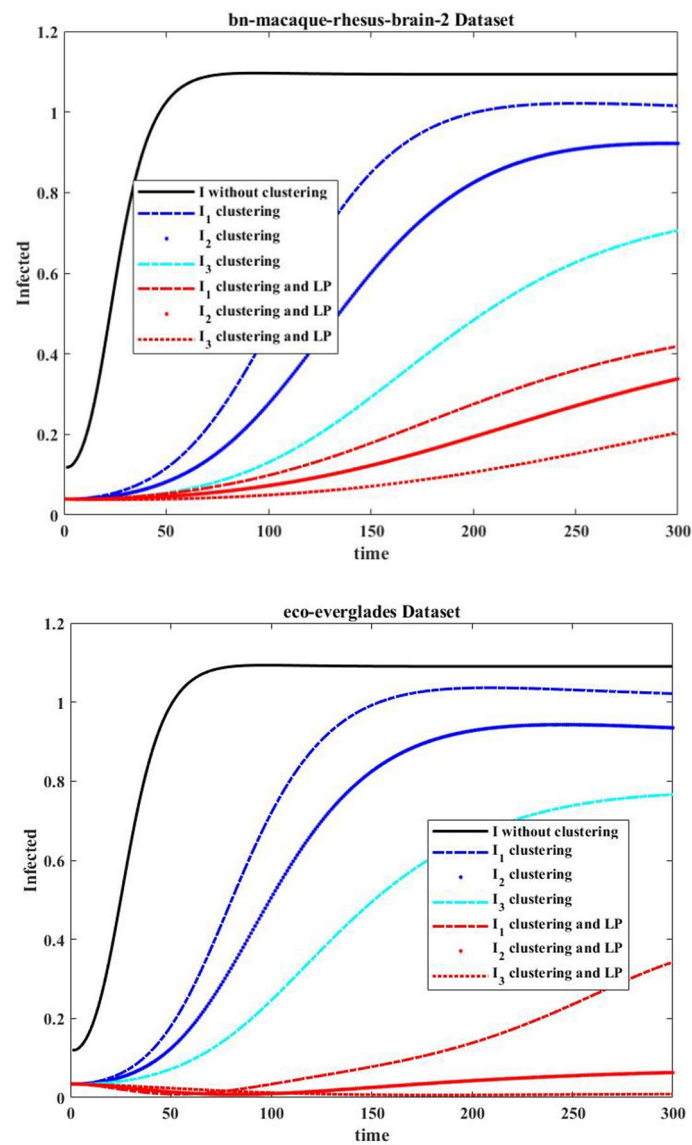 bn-macaque-rhesus-brain-2 Dataset
1.2
1
0.8
0.6
0.4
0.2
0
Infected
I without clustering
I1 clustering
I2 clustering
I3 clustering
I1 clustering and LP
I2 clustering and LP
I3 clustering and LP
0 50 100 150 200 250 300
time
eco-everglades Dataset
1.2
1
0.8
0.6
0.4
0.2
0
Infected
I without clustering
I1 clustering
I2 clustering
I3 clustering
I1 clustering and LP
I2 clustering and LP
I3 clustering and LP
0 50 100 150 200 250 300
time